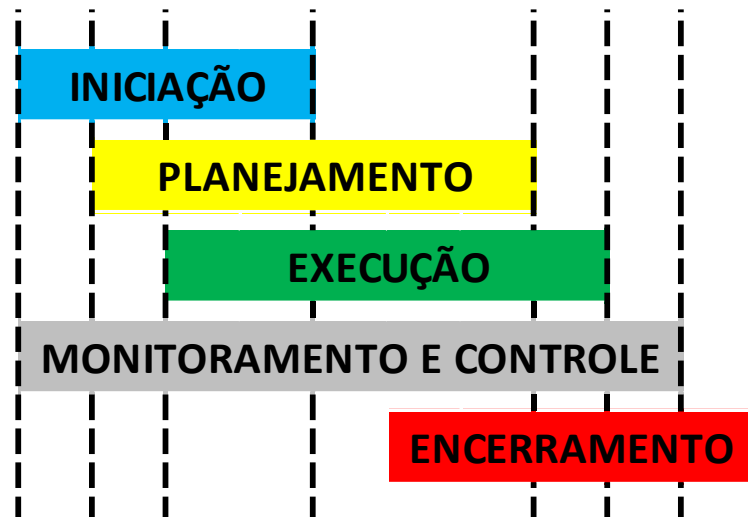 INICIAÇÃO
PLANEJAMENTO
EXECUÇÃO
MONITORAMENTO E CONTROLE
ENCERRAMENTO